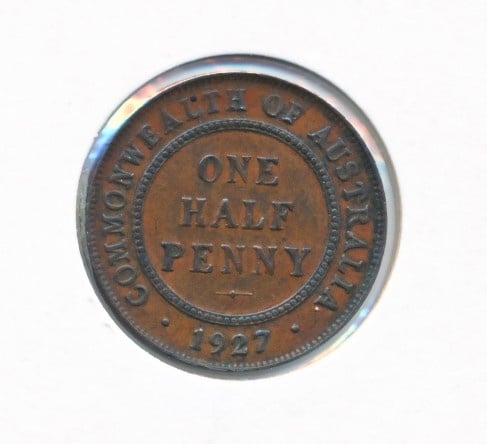 COMMONWEALTH OF AUSTRALIA
ONE
HALF
PENNY
· 1927 ·